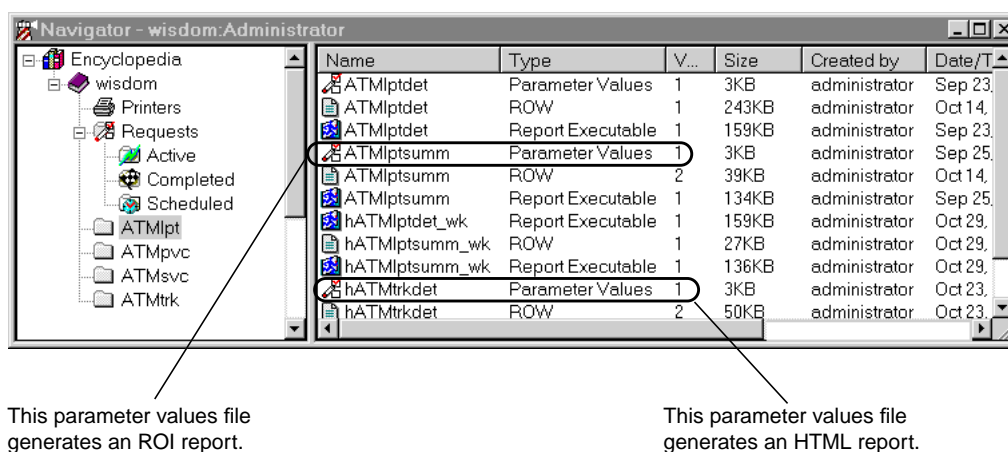 Navigator - wisdom:Administrator
Encyclopedia
wisdom
Printers
Requests
Active
Completed
Scheduled
ATMlpt
ATMpvc
ATMsvc
ATMtrk
Name Type V... Size Created by Date/T
ATMlptdet Parameter Values 1 3KB administrator Sep 23,
ATMlptdet ROW 1 243KB administrator Oct 14,
ATMlptdet Report Executable 1 159KB administrator Sep 23,
ATMlptsumm Parameter Values 1 3KB administrator Sep 25,
ATMlptsumm ROW 2 39KB administrator Oct 14,
ATMlptsumm Report Executable 1 134KB administrator Sep 25,
hATMlptdet_wk Report Executable 1 159KB administrator Oct 29,
hATMlptsumm_wk ROW 1 27KB administrator Oct 29,
hATMlptsumm_wk Report Executable 1 136KB administrator Oct 29,
hATMtrkdet Parameter Values 1 3KB administrator Oct 23,
hATMtrkdet ROW 2 50KB administrator Oct 23,
This parameter values file
generates an ROI report.
This parameter values file
generates an HTML report.